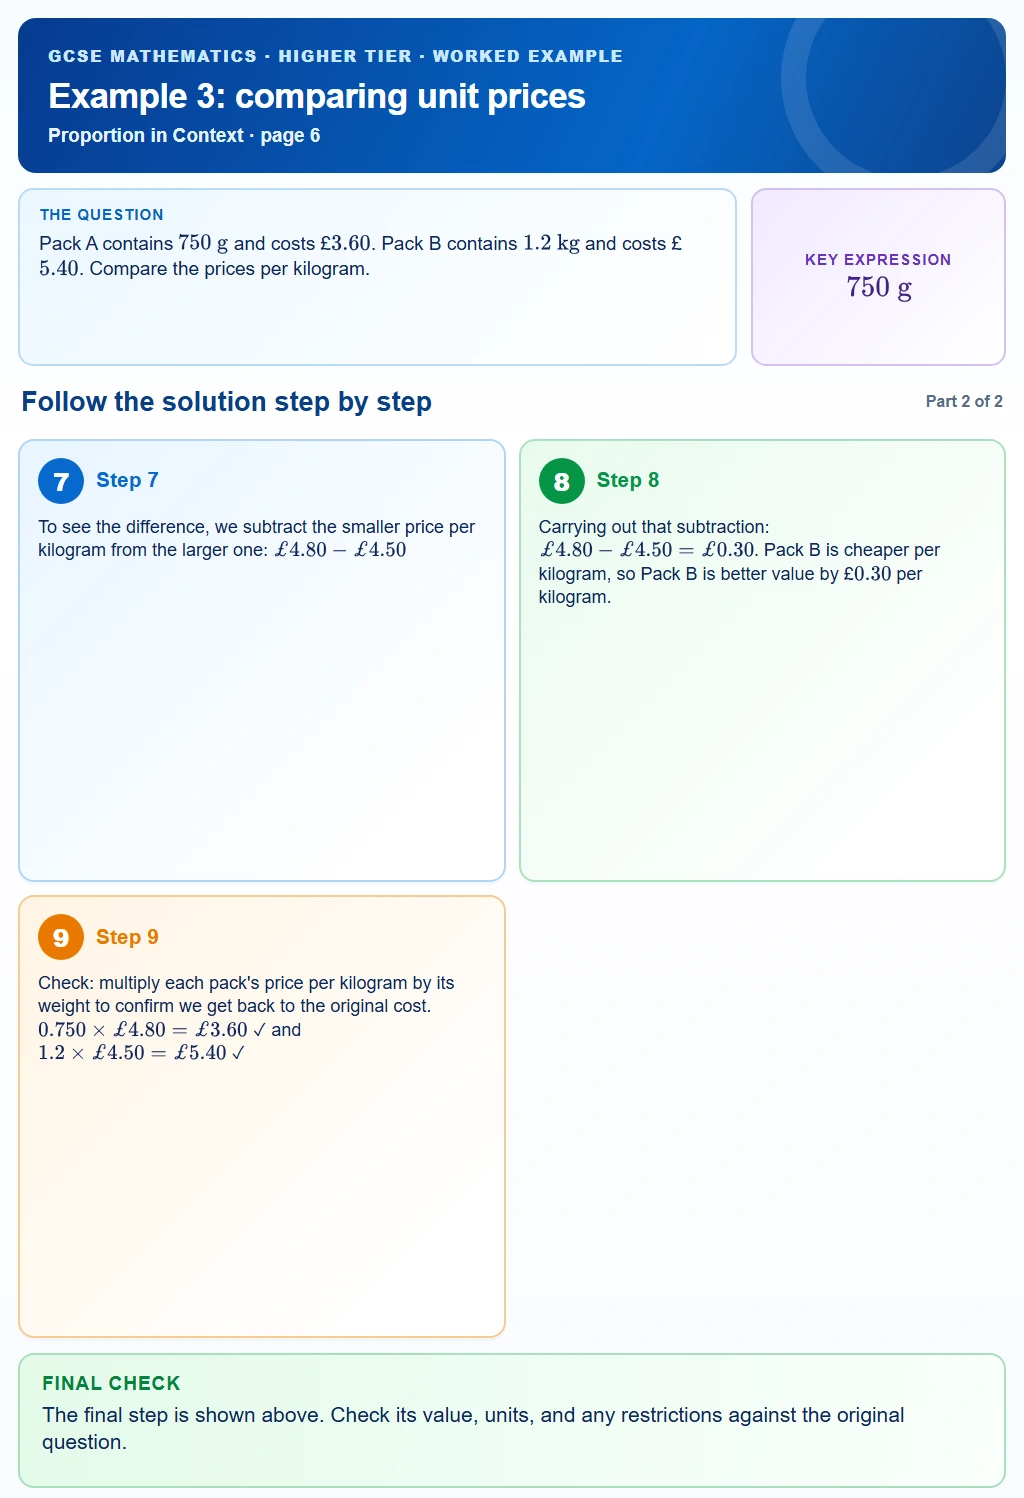 GCSE MATHEMATICS · HIGHER TIER · WORKED EXAMPLE
Example 3: comparing unit prices
Proportion in Context · page 6
THE QUESTION
Pack A contains 750 g and costs £3.60. Pack B contains 1.2 kg and costs £
5.40. Compare the prices per kilogram.
KEY EXPRESSION
750 g
Follow the solution step by step
Part 2 of 2
7 Step 7
To see the difference, we subtract the smaller price per
kilogram from the larger one: £4.80 − £4.50
8 Step 8
Carrying out that subtraction:
£4.80 − £4.50 = £0.30. Pack B is cheaper per
kilogram, so Pack B is better value by £0.30 per
kilogram.
9 Step 9
Check: multiply each pack's price per kilogram by its
weight to confirm we get back to the original cost.
0.750 × £4.80 = £3.60 ✓ and
1.2 × £4.50 = £5.40 ✓
FINAL CHECK
The final step is shown above. Check its value, units, and any restrictions against the original
question.